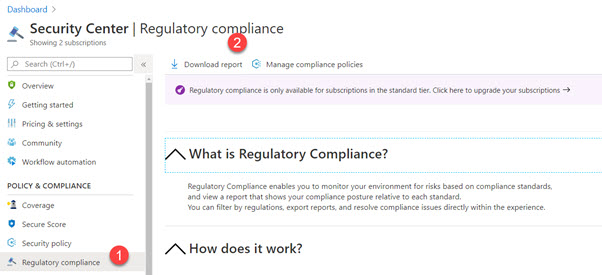 Dashboard >
Security Center | Regulatory compliance
Showing 2 subscriptions
2
Search (Ctrl+/)
«
Download report
Manage compliance policies
Overview
Getting started
Pricing & settings
Community
Workflow automation
POLICY & COMPLIANCE
Coverage
Secure Score
Security policy
Regulatory compliance
1
Regulatory compliance is only available for subscriptions in the standard tier. Click here to upgrade your subscriptions →
What is Regulatory Compliance?
Regulatory Compliance enables you to monitor your environment for risks based on compliance standards,
and view a report that shows your compliance posture relative to each standard.
You can filter by regulations, export reports, and resolve compliance issues directly within the experience.
How does it work?